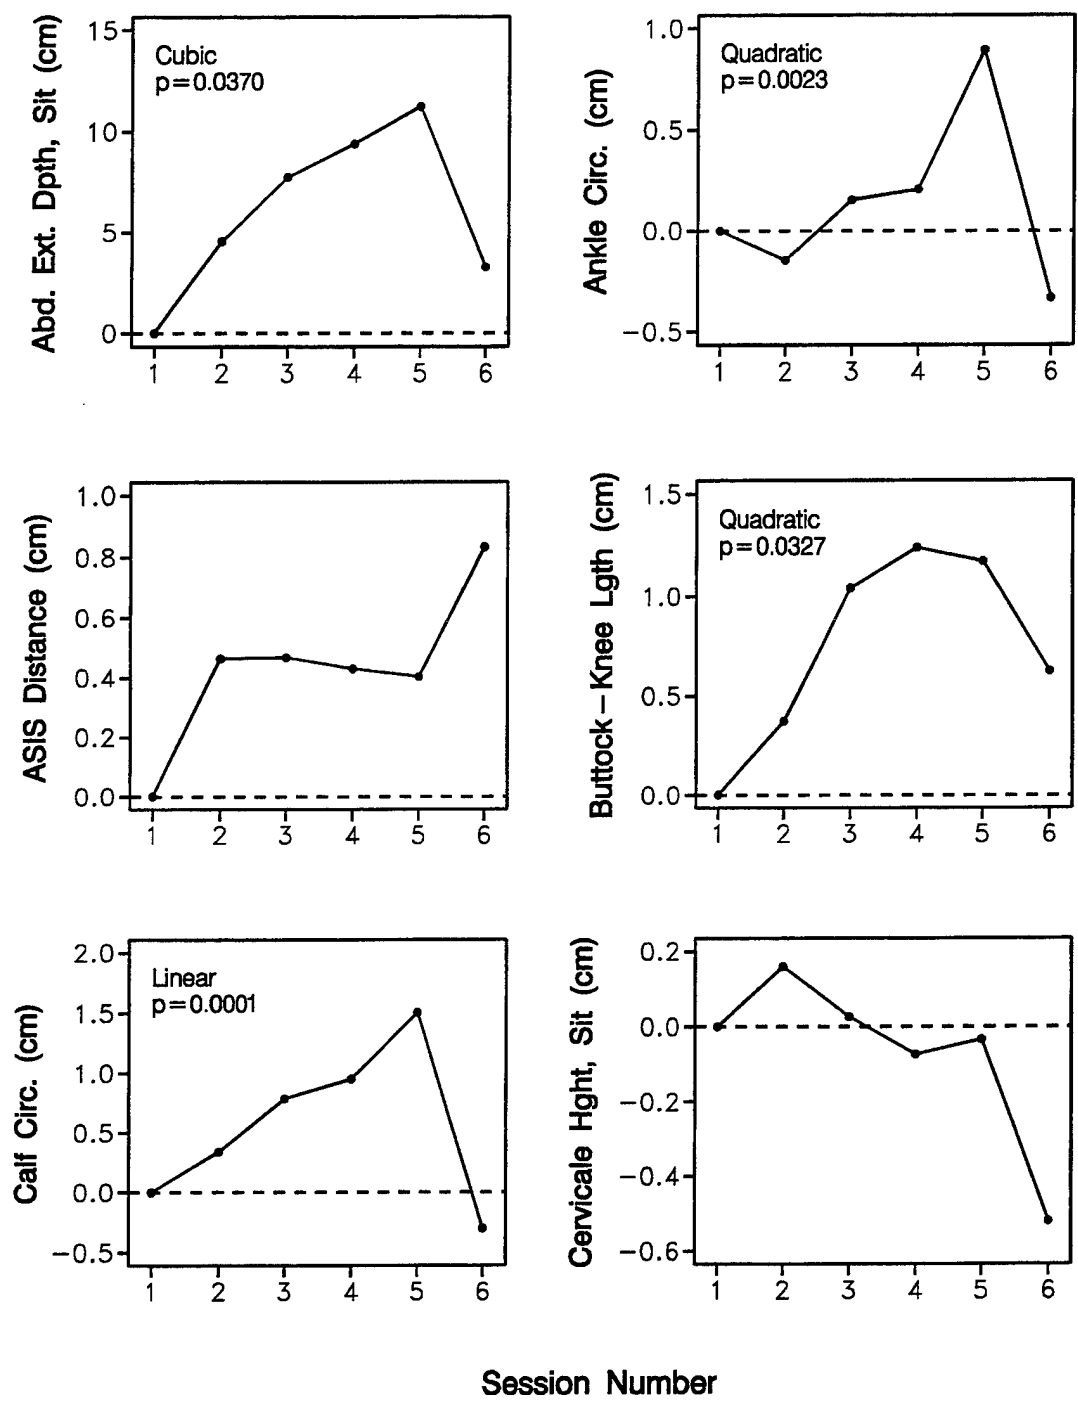 Abd. Ext. Dpth, Sit (cm)
15
10
5
0
Cubic
p=0.0370
1 2 3 4 5 6
Ankle Circ. (cm)
1.0
0.5
0.0
−0.5
Quadratic
p=0.0023
1 2 3 4 5 6
ASIS Distance (cm)
1.0
0.8
0.6
0.4
0.2
0.0
1 2 3 4 5 6
Buttock−Knee Lgth (cm)
1.5
1.0
0.5
0.0
Quadratic
p=0.0327
1 2 3 4 5 6
Calf Circ. (cm)
2.0
1.5
1.0
0.5
0.0
−0.5
Linear
p=0.0001
1 2 3 4 5 6
Cervicale Hght, Sit (cm)
0.2
0.0
−0.2
−0.4
−0.6
1 2 3 4 5 6
Session Number